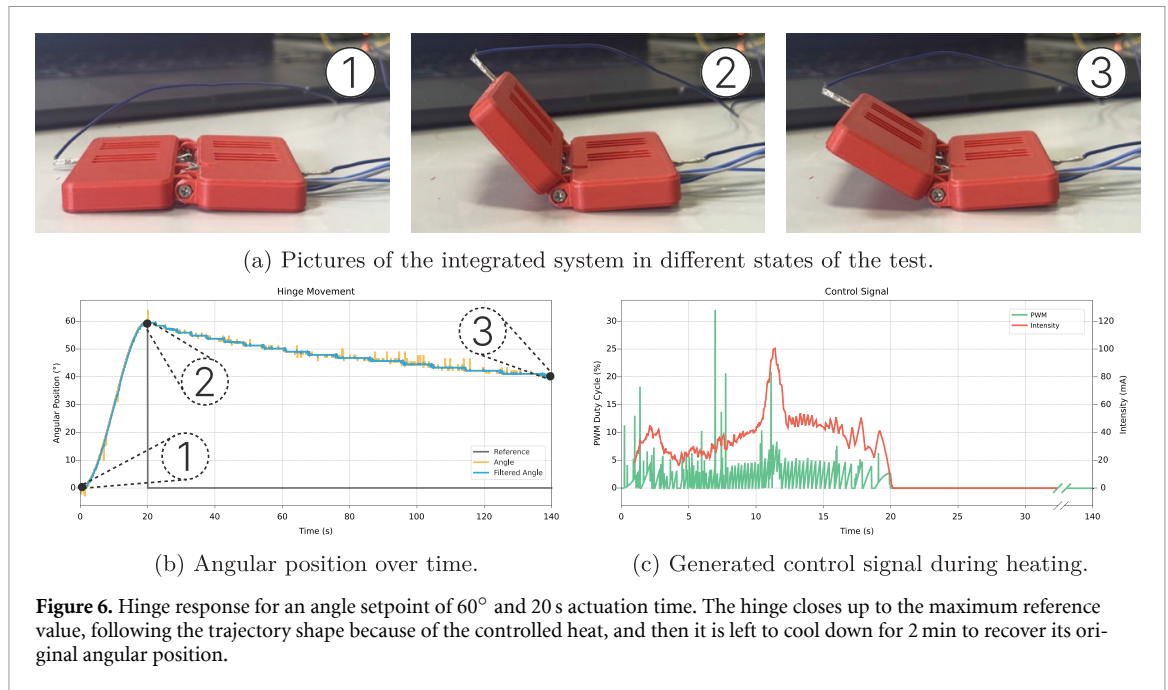 1
2
3
(a) Pictures of the integrated system in different states of the test.
Hinge Movement
Angular Position (°)
60
50
40
30
20
10
0
0 20 40 60 80 100 120 140
Time (s)
1
2
3
Reference
Angle
Filtered Angle
(b) Angular position over time.
Control Signal
PWM Duty Cycle (%)
30
25
20
15
10
5
0
0 5 10 15 20 25 30 140
Time (s)
120
100
80
60
40
20
0
Intensity (mA)
PWM
Intensity
(c) Generated control signal during heating.
Figure 6. Hinge response for an angle setpoint of 60° and 20 s actuation time. The hinge closes up to the maximum reference
value, following the trajectory shape because of the controlled heat, and then it is left to cool down for 2 min to recover its ori-
ginal angular position.